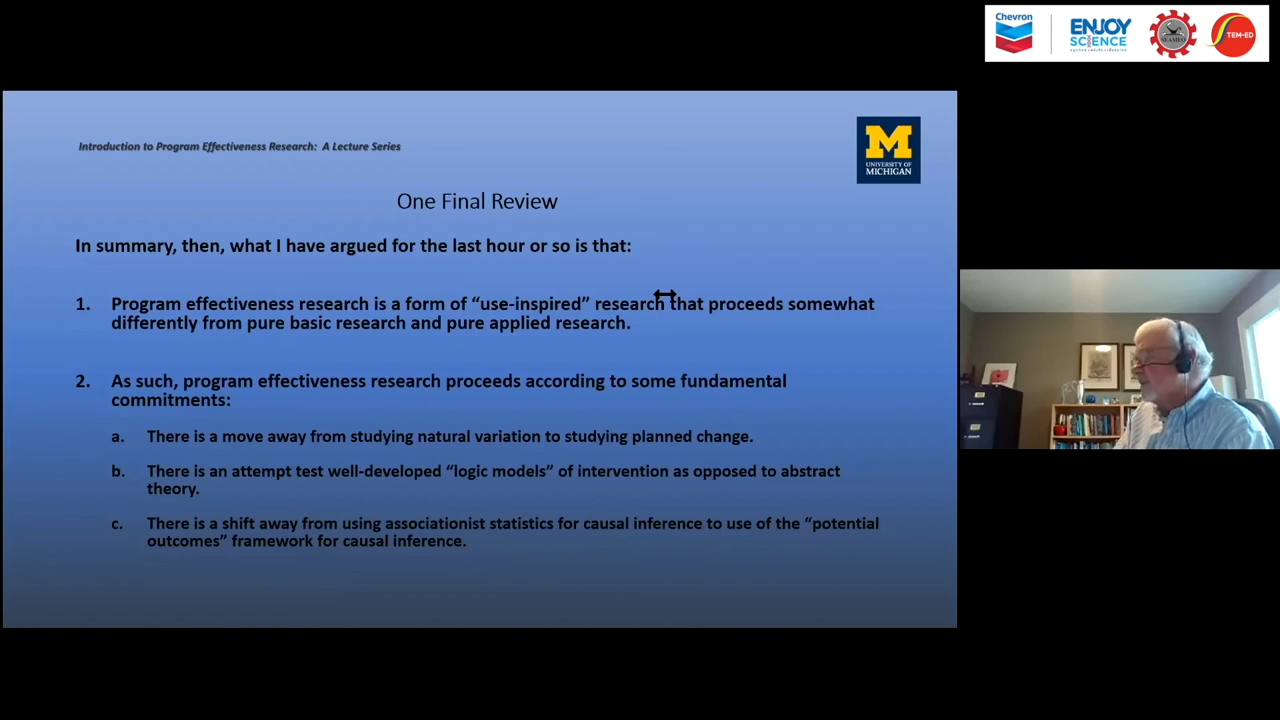 Chevron
ENJOY
SCIENCE
SEAMEO
STEM-ED
Introduction to Program Effectiveness Research: A Lecture Series
M
UNIVERSITY OF
MICHIGAN
One Final Review
In summary, then, what I have argued for the last hour or so is that:
1. Program effectiveness research is a form of “use-inspired” research that proceeds somewhat
differently from pure basic research and pure applied research.
2. As such, program effectiveness research proceeds according to some fundamental
commitments:
a. There is a move away from studying natural variation to studying planned change.
b. There is an attempt test well-developed “logic models” of intervention as opposed to abstract
theory.
c. There is a shift away from using associationist statistics for causal inference to use of the “potential
outcomes” framework for causal inference.